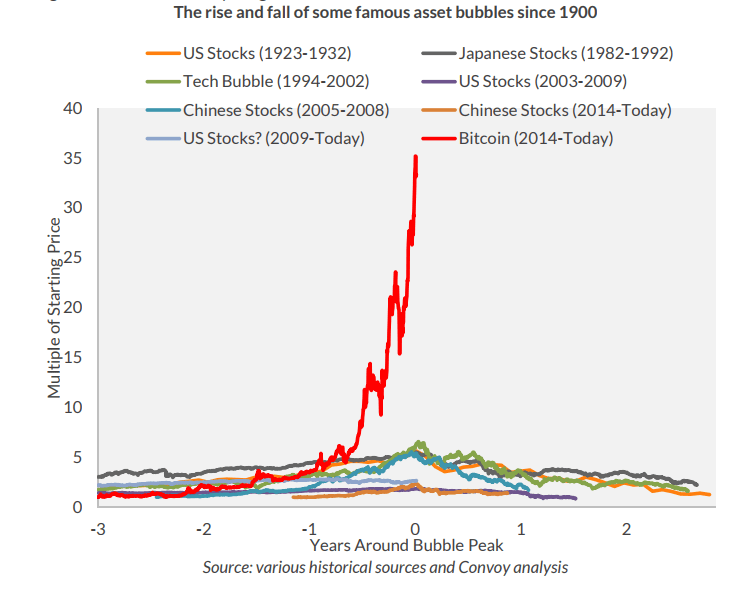 The rise and fall of some famous asset bubbles since 1900
US Stocks (1923-1932)
Japanese Stocks (1982-1992)
Tech Bubble (1994-2002)
US Stocks (2003-2009)
Chinese Stocks (2005-2008)
Chinese Stocks (2014-Today)
US Stocks? (2009-Today)
Bitcoin (2014-Today)
Multiple of Starting Price
40
35
30
25
20
15
10
5
0
-3 -2 -1 0 1 2
Years Around Bubble Peak
Source: various historical sources and Convoy analysis